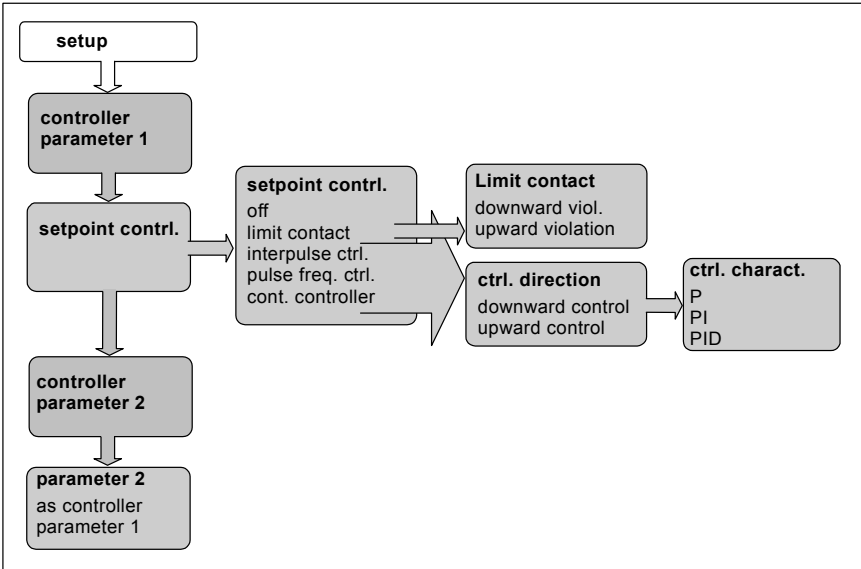 setup
controller
parameter 1
setpoint contrl.
setpoint contrl.
off
limit contact
interpulse ctrl.
pulse freq. ctrl.
cont. controller
Limit contact
downward viol.
upward violation
ctrl. direction
downward control
upward control
ctrl. charact.
P
PI
PID
controller
parameter 2
parameter 2
as controller
parameter 1